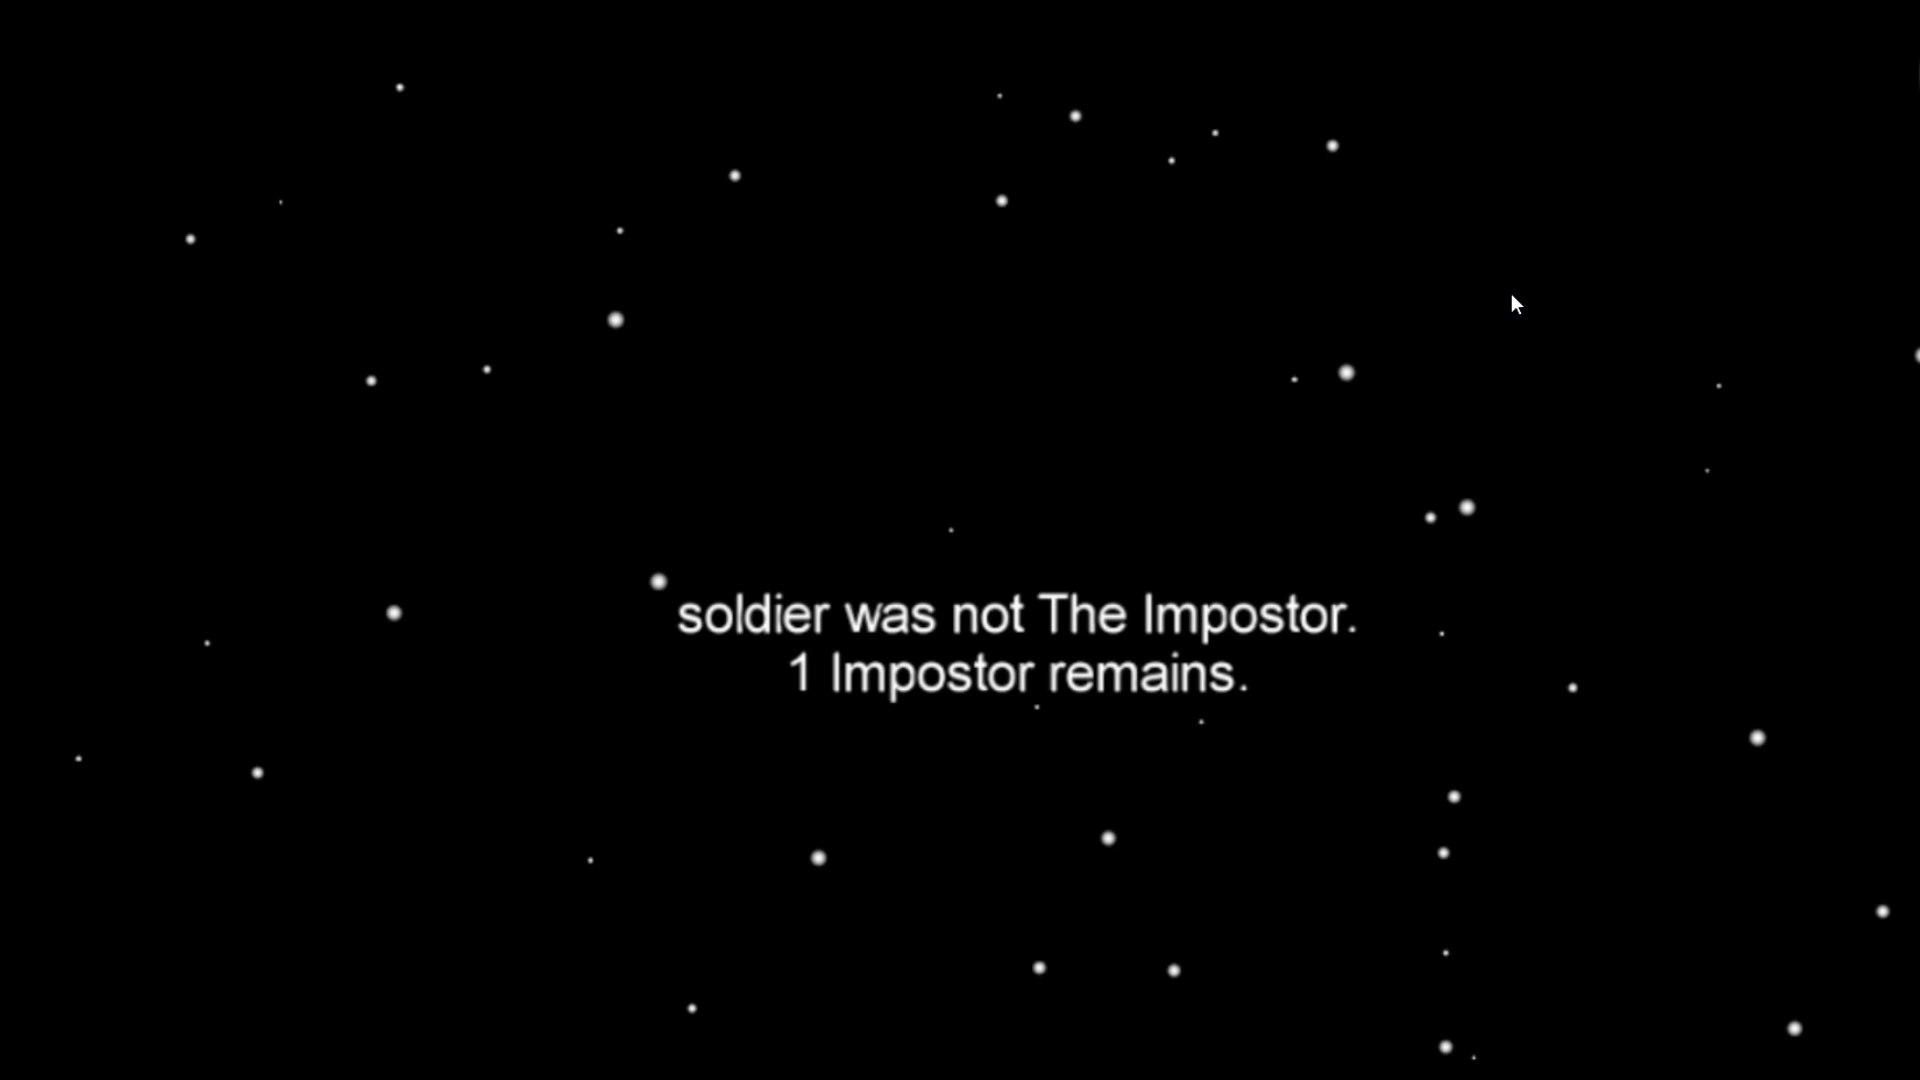 soldier was not The Impostor.
1 Impostor remains.